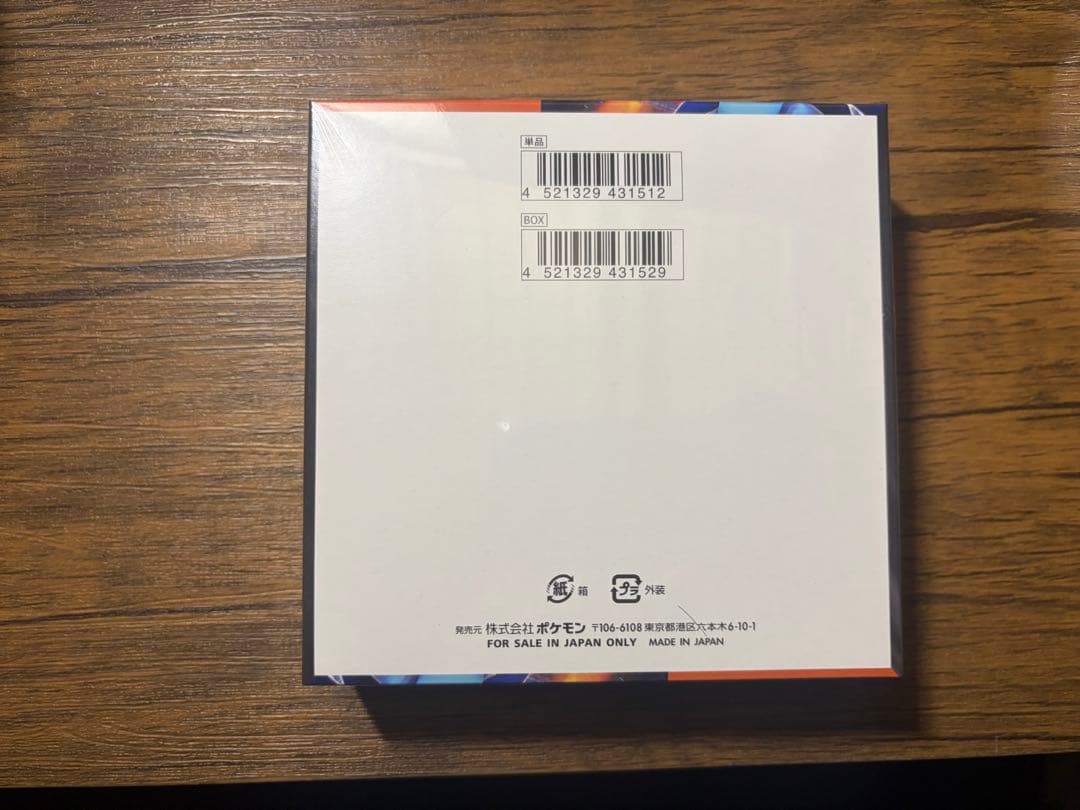 単品
4 521329 431512
BOX
4 521329 431529
紙 箱 プラ 外装
発売元 株式会社 ポケモン 〒106-6108 東京都港区六本木6-10-1
FOR SALE IN JAPAN ONLY MADE IN JAPAN